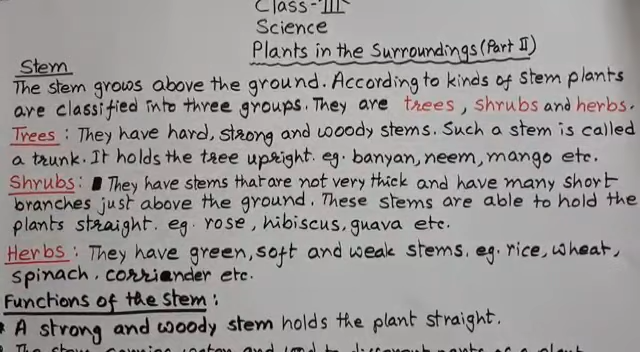 Class-III
Science
Plants in the Surroundings (Part II)
Stem
The stem grows above the ground. According to kinds of stem plants
are classified into three groups. They are trees, shrubs and herbs.
Trees : They have hard, strong and woody stems. Such a stem is called
a trunk. It holds the tree upright. eg. banyan, neem, mango etc.
Shrubs : They have stems that are not very thick and have many short
branches just above the ground. These stems are able to hold the
plants straight. eg. rose, hibiscus, guava etc.
Herbs : They have green, soft and weak stems. eg. rice, wheat,
spinach, corriander etc.
Functions of the stem :
A strong and woody stem holds the plant straight.